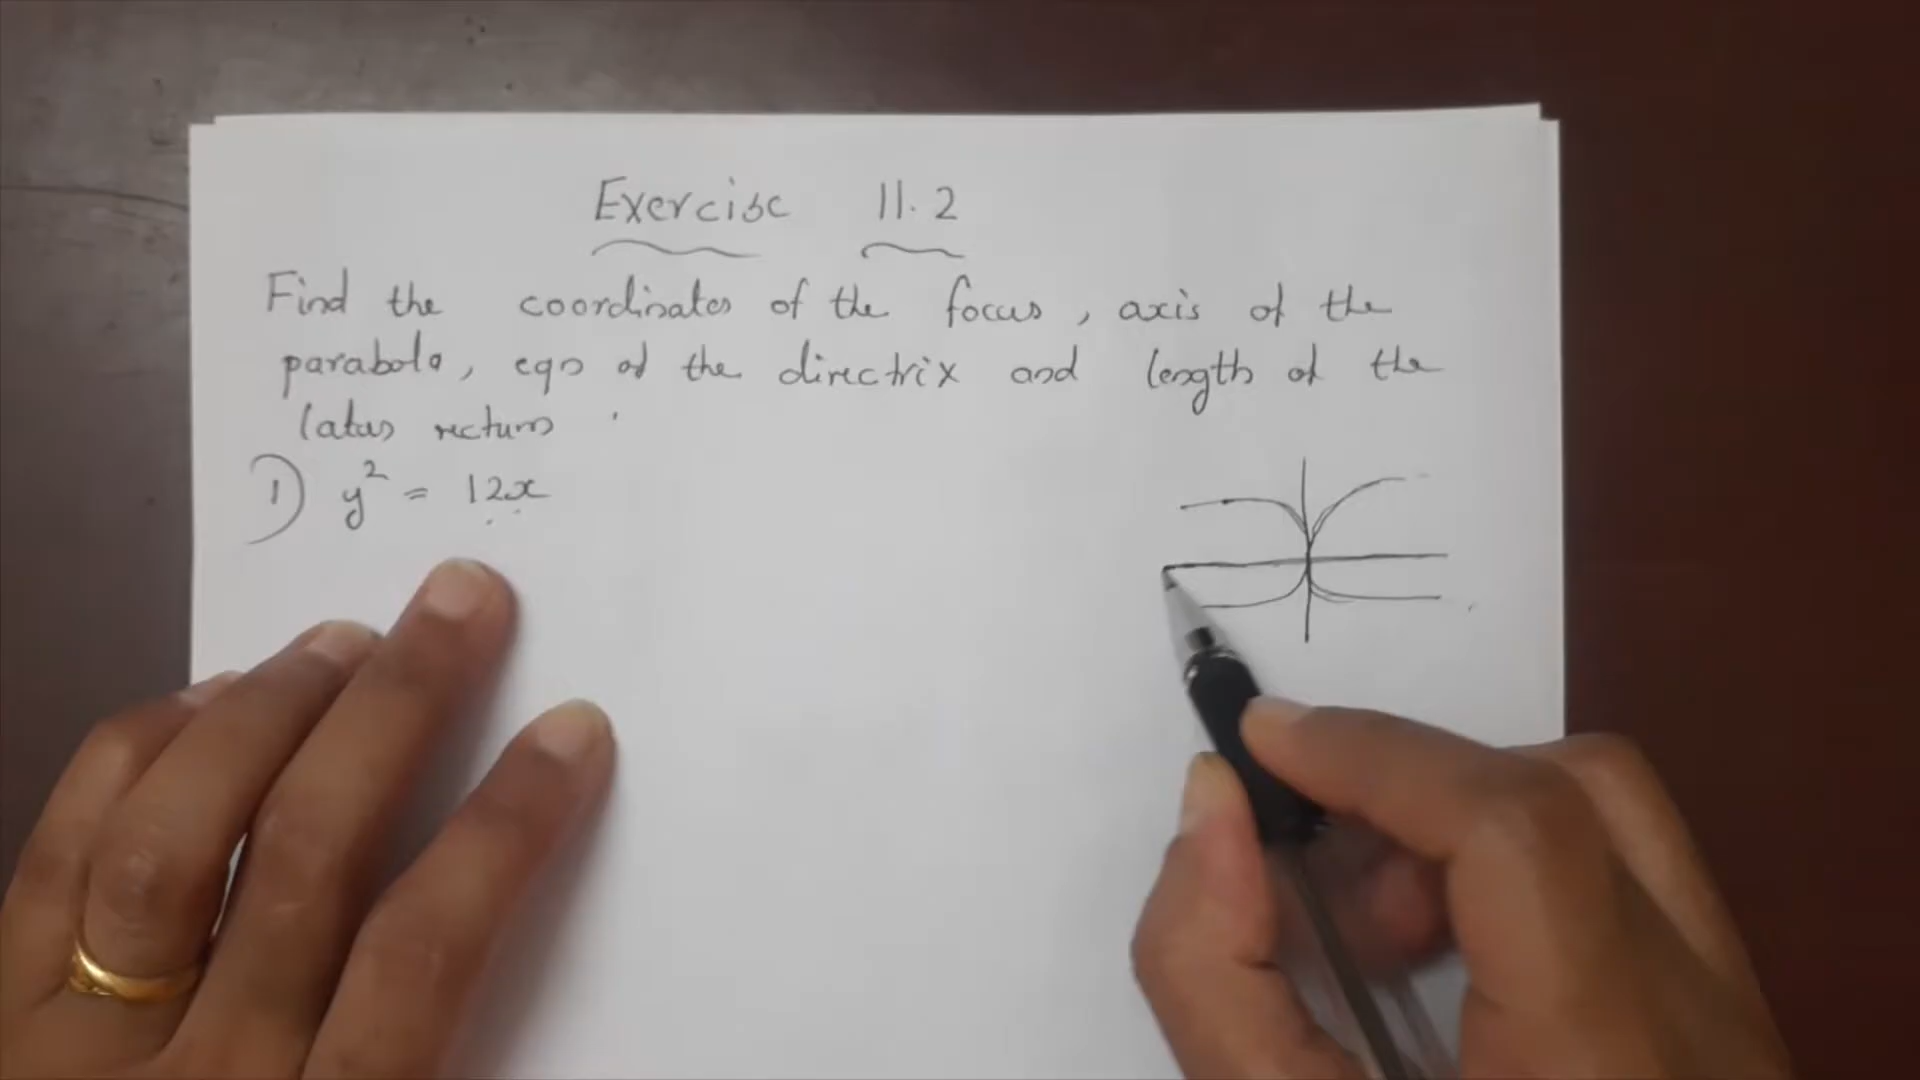 Exercise 11.2
Find the coordinates of the focus, axis of the
parabola, eqn of the directrix and length of the
latus rectum.
1) y² = 12x